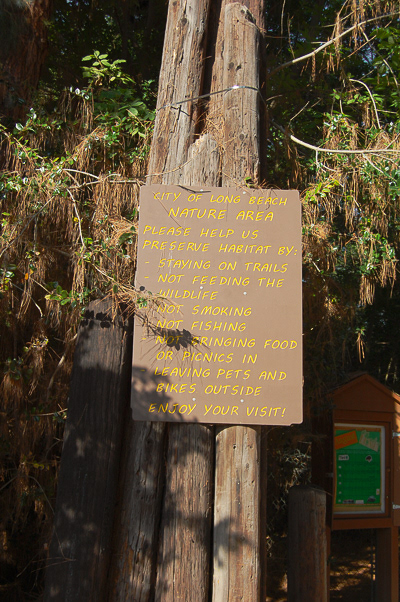 CITY OF LONG BEACH
NATURE AREA
PLEASE HELP US
PRESERVE HABITAT BY:
- STAYING ON TRAILS
- NOT FEEDING THE
WILDLIFE
- NOT SMOKING
- NOT FISHING
- NOT BRINGING FOOD
OR PICNICS IN
- LEAVING PETS AND
BIKES OUTSIDE
ENJOY YOUR VISIT!